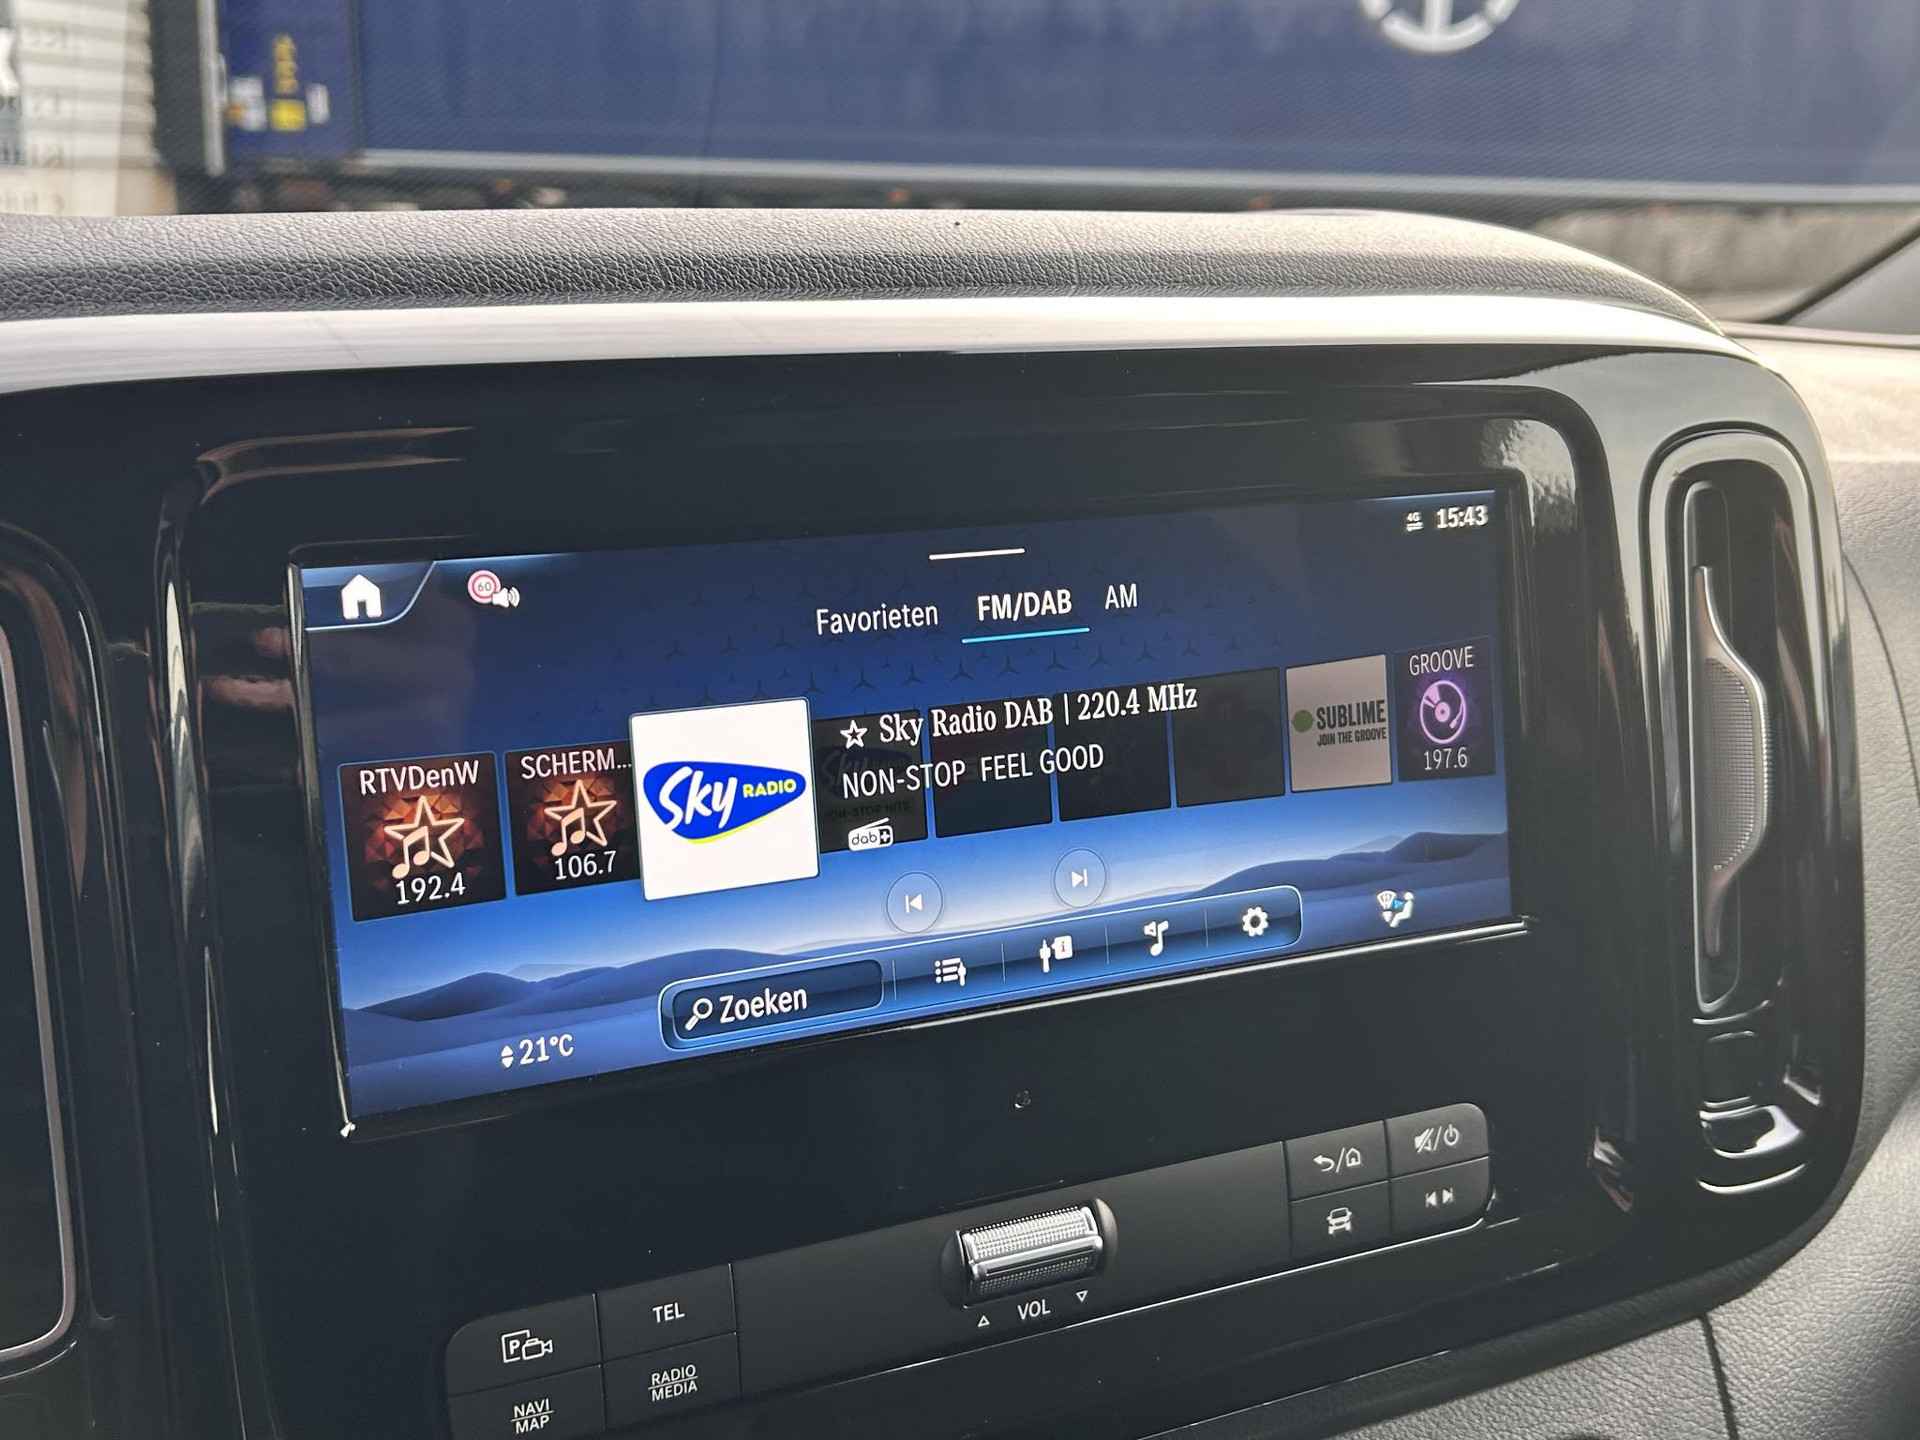 4G 15:43
60
Favorieten FM/DAB AM
RTVDenW
192.4
SCHERM...
106.7
Sky RADIO
Sky Radio DAB | 220.4 MHz
NON-STOP FEEL GOOD
dab+
SUBLIME
JOIN THE GROOVE
GROOVE
197.6
Zoeken
21°C
TEL
VOL
P
RADIO
MEDIA
NAVI
MAP